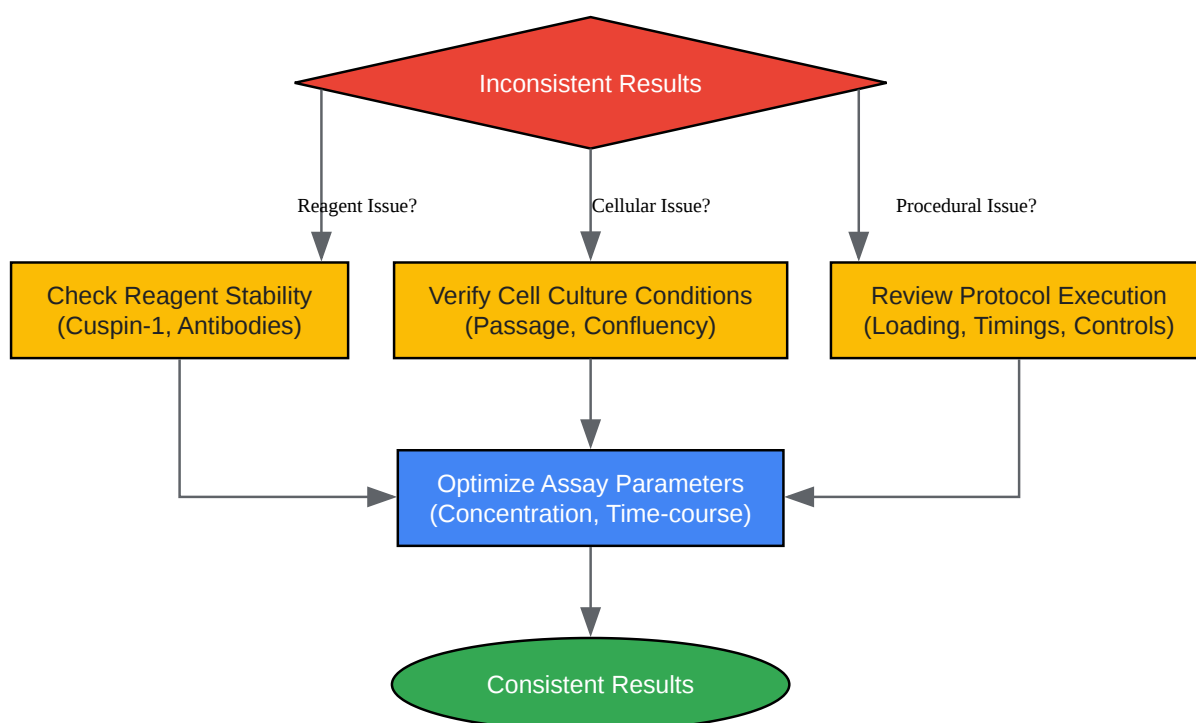 Inconsistent Results
Reagent Issue?
Cellular Issue?
Procedural Issue?
Check Reagent Stability
(Cuspin-1, Antibodies)
Verify Cell Culture Conditions
(Passage, Confluency)
Review Protocol Execution
(Loading, Timings, Controls)
Optimize Assay Parameters
(Concentration, Time-course)
Consistent Results